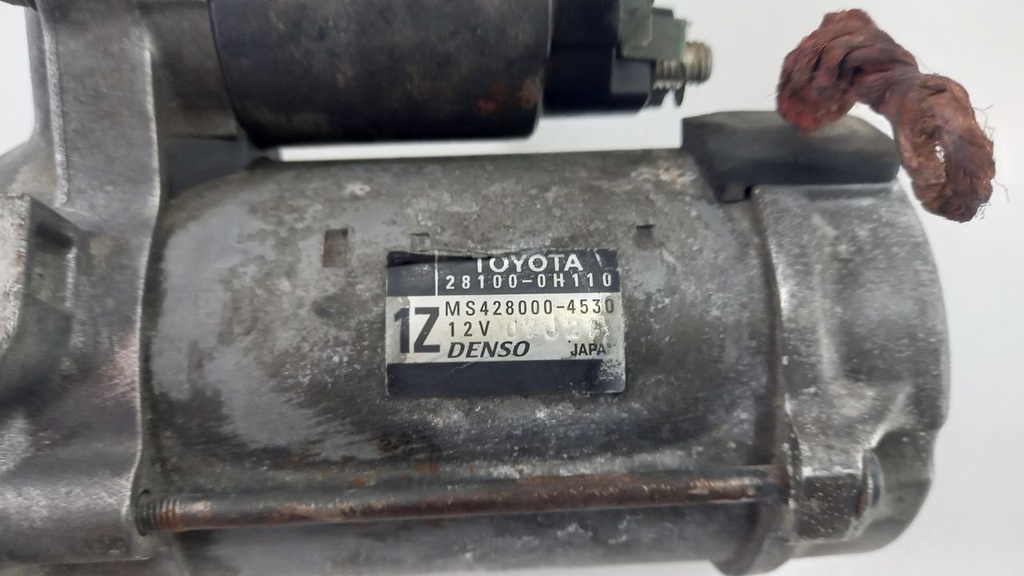 TOYOTA
28100-0H110
MS428000-4530
1Z
12V
DENSO JAPA